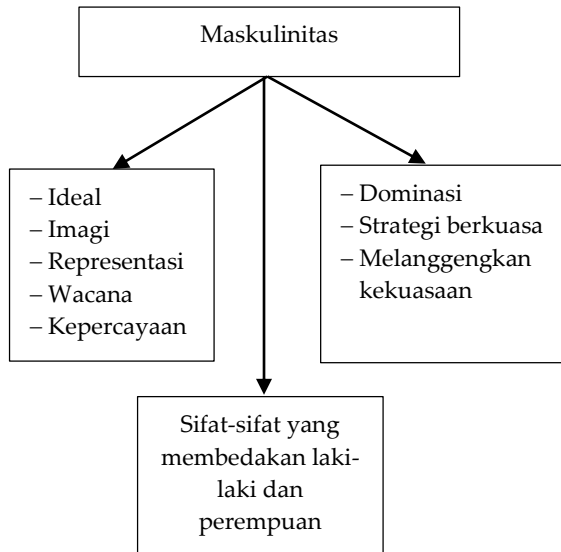 Maskulinitas
– Ideal
– Imagi
– Representasi
– Wacana
– Kepercayaan
– Dominasi
– Strategi berkuasa
– Melanggengkan
kekuasaan
Sifat-sifat yang
membedakan laki-
laki dan
perempuan